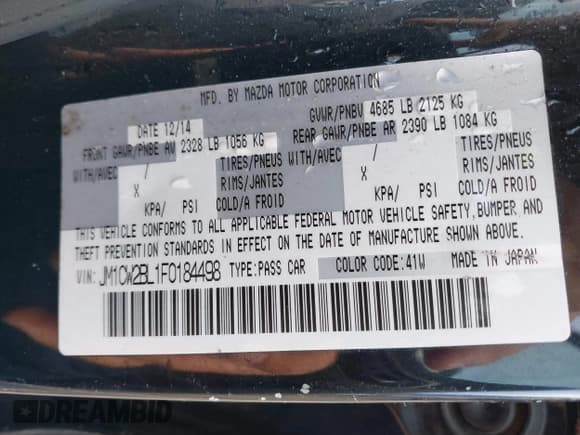 MFD. BY MAZDA MOTOR CORPORATION
DATE 12/14 GVWR/PNBV 4685 LB 2125 KG
FRONT GAWR/PNBE AV 2328 LB 1056 KG REAR GAWR/PNBE AR 2390 LB 1084 KG
WITH/AVEC / TIRES/PNEUS WITH/AVEC / TIRES/PNEUS
X RIMS/JANTES X RIMS/JANTES
KPA/ PSI COLD/A FROID KPA/ PSI COLD/A FROID
THIS VEHICLE CONFORMS TO ALL APPLICABLE FEDERAL MOTOR VEHICLE SAFETY, BUMPER AND
THEFT PREVENTION STANDARDS IN EFFECT ON THE DATE OF MANUFACTURE SHOWN ABOVE.
VIN: JM1CW2BL1F0184498 TYPE: PASS CAR COLOR CODE: 41W MADE IN JAPAN
DREAMBID